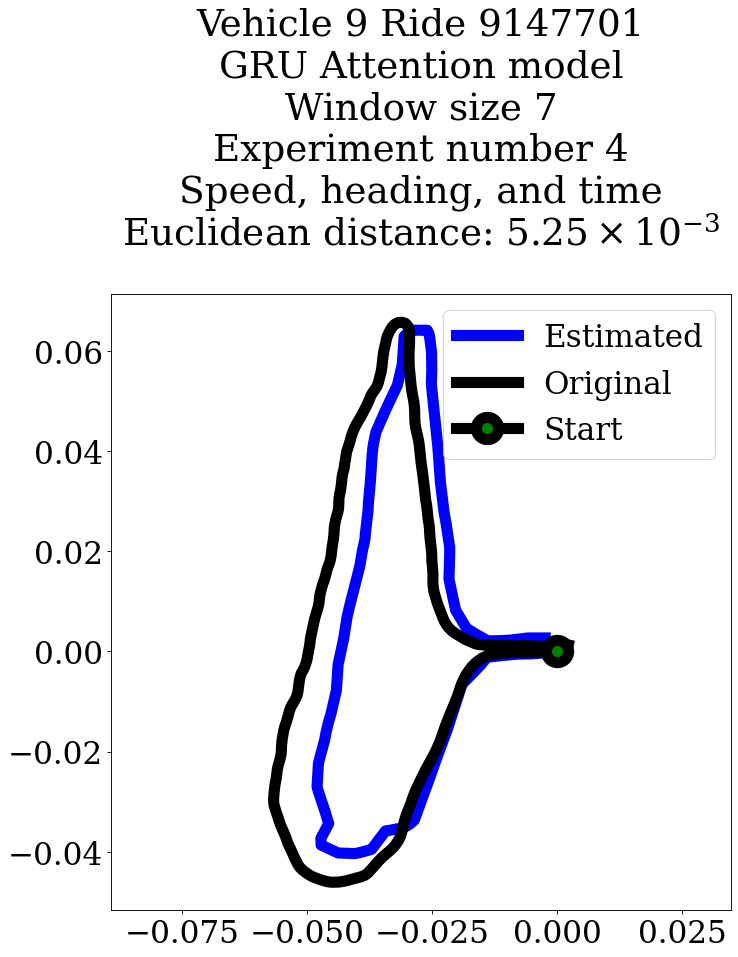 Vehicle 9 Ride 9147701
GRU Attention model
Window size 7
Experiment number 4
Speed, heading, and time
Euclidean distance: 5.25 × 10⁻³
Estimated
Original
Start
0.06
0.04
0.02
0.00
−0.02
−0.04
−0.075 −0.050 −0.025 0.000 0.025